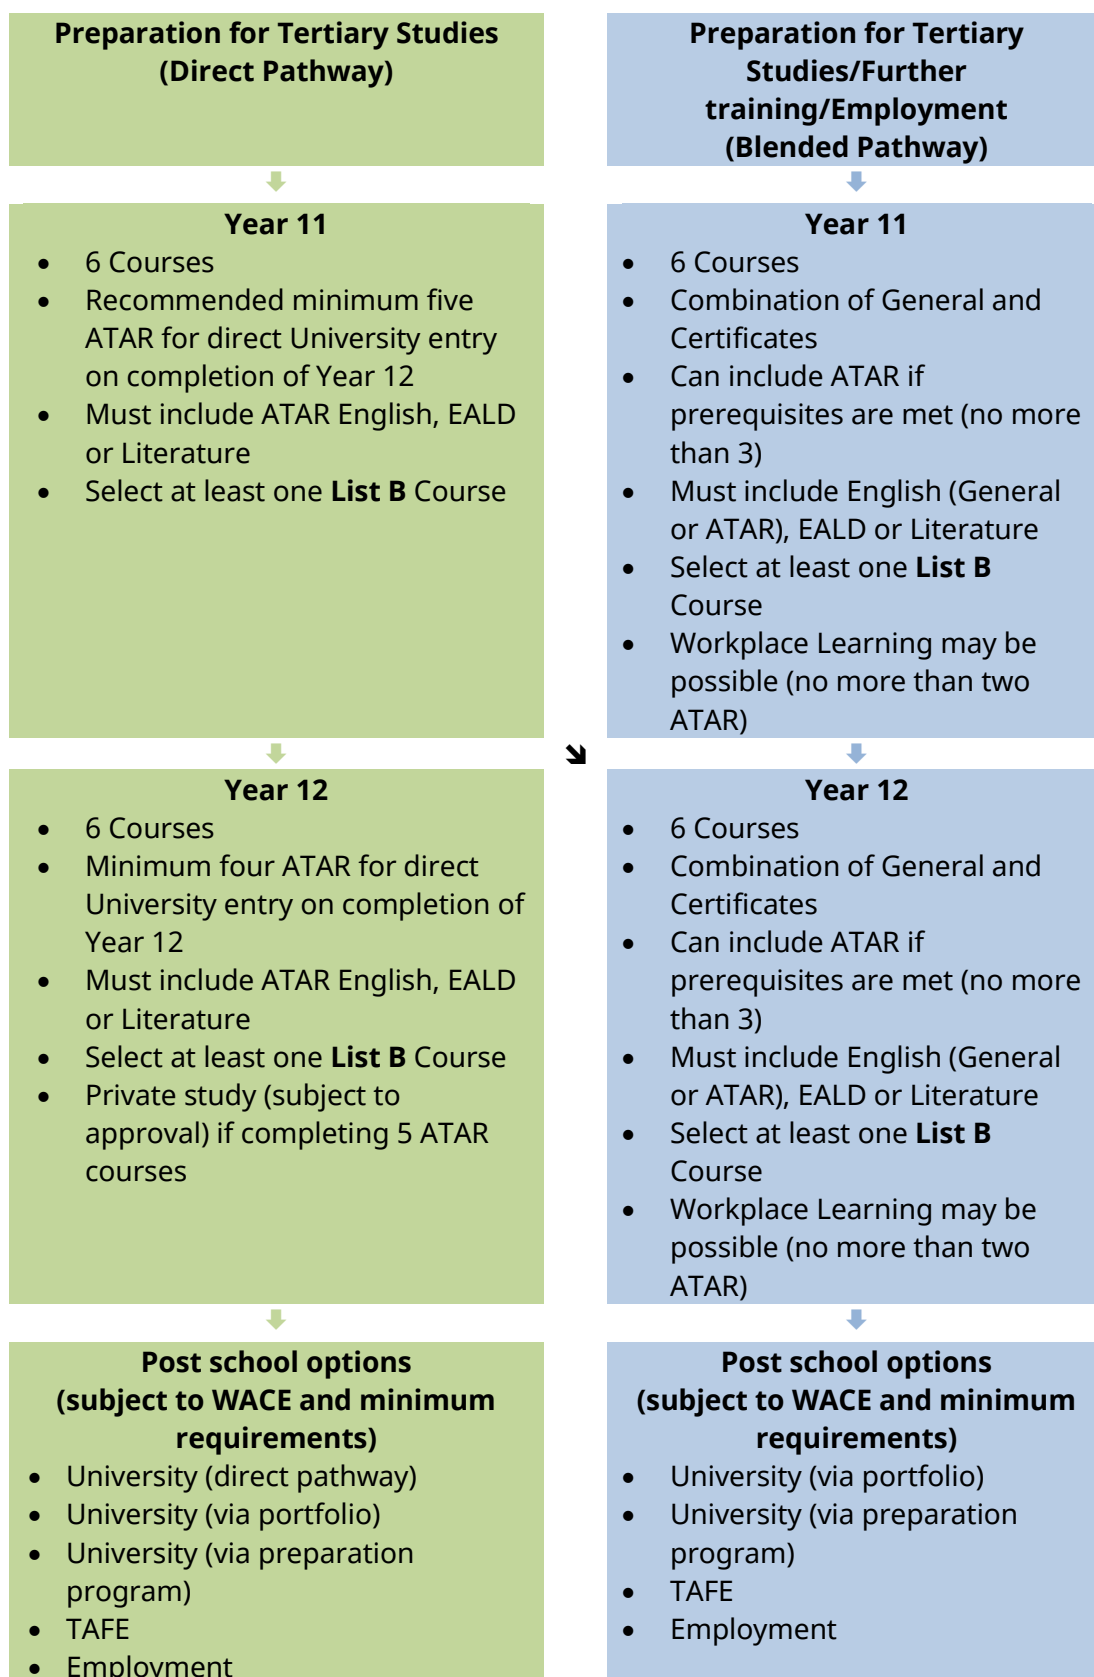 Preparation for Tertiary Studies
(Direct Pathway)
Preparation for Tertiary
Studies/Further
training/Employment
(Blended Pathway)
Year 11
• 6 Courses
• Recommended minimum five
ATAR for direct University entry
on completion of Year 12
• Must include ATAR English, EALD
or Literature
• Select at least one List B Course
Year 11
• 6 Courses
• Combination of General and
Certificates
• Can include ATAR if
prerequisites are met (no more
than 3)
• Must include English (General
or ATAR), EALD or Literature
• Select at least one List B
Course
• Workplace Learning may be
possible (no more than two
ATAR)
Year 12
• 6 Courses
• Minimum four ATAR for direct
University entry on completion of
Year 12
• Must include ATAR English, EALD
or Literature
• Select at least one List B Course
• Private study (subject to
approval) if completing 5 ATAR
courses
Year 12
• 6 Courses
• Combination of General and
Certificates
• Can include ATAR if
prerequisites are met (no more
than 3)
• Must include English (General
or ATAR), EALD or Literature
• Select at least one List B
Course
• Workplace Learning may be
possible (no more than two
ATAR)
Post school options
(subject to WACE and minimum
requirements)
• University (direct pathway)
• University (via portfolio)
• University (via preparation
program)
• TAFE
• Employment
Post school options
(subject to WACE and minimum
requirements)
• University (via portfolio)
• University (via preparation
program)
• TAFE
• Employment